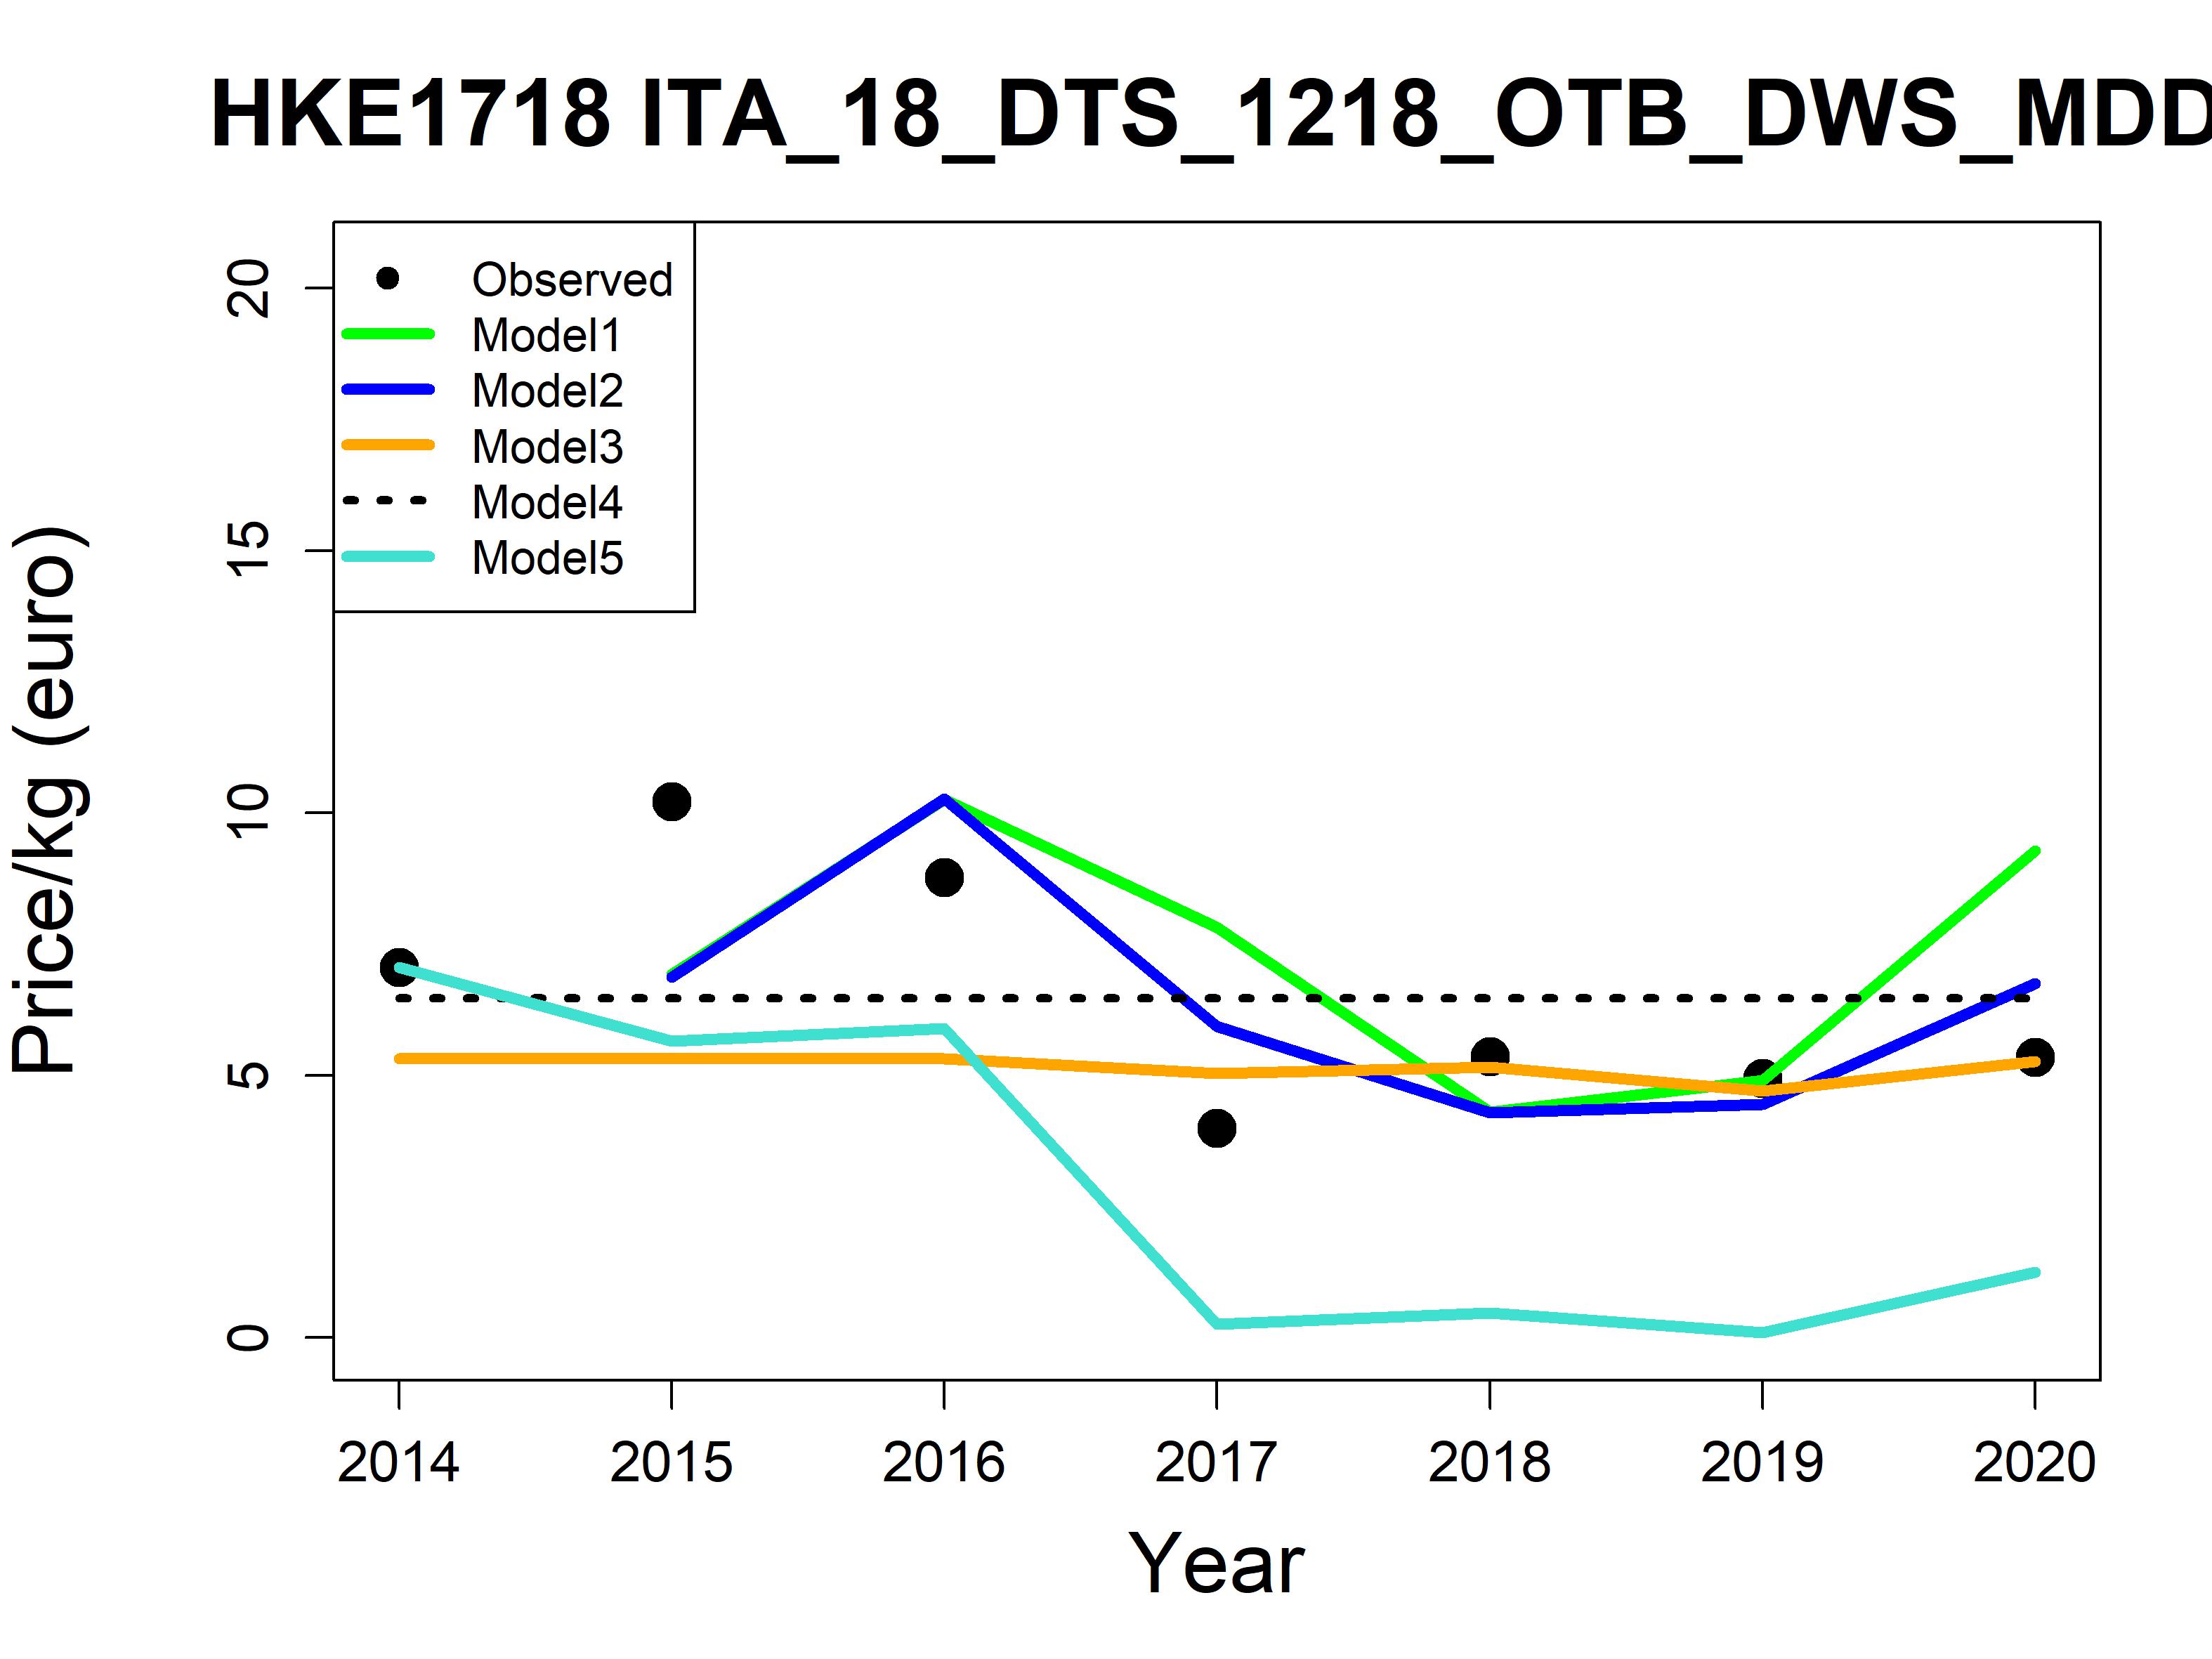 HKE1718 ITA_18_DTS_1218_OTB_DWS_MDD
Price/kg (euro)
20
15
10
5
0
Observed
Model1
Model2
Model3
Model4
Model5
2014 2015 2016 2017 2018 2019 2020
Year